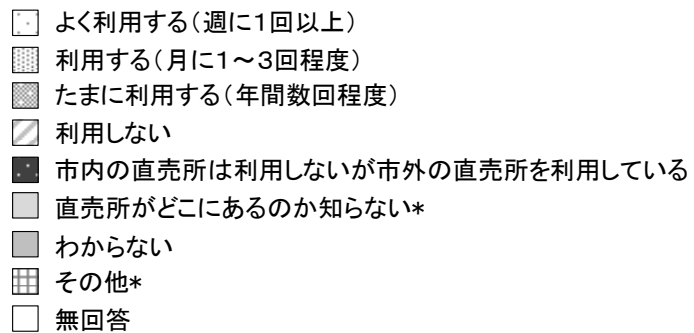 よく利用する（週に１回以上）
利用する（月に１～３回程度）
たまに利用する（年間数回程度）
利用しない
市内の直売所は利用しないが市外の直売所を利用している
直売所がどこにあるのか知らない*
わからない
その他*
無回答